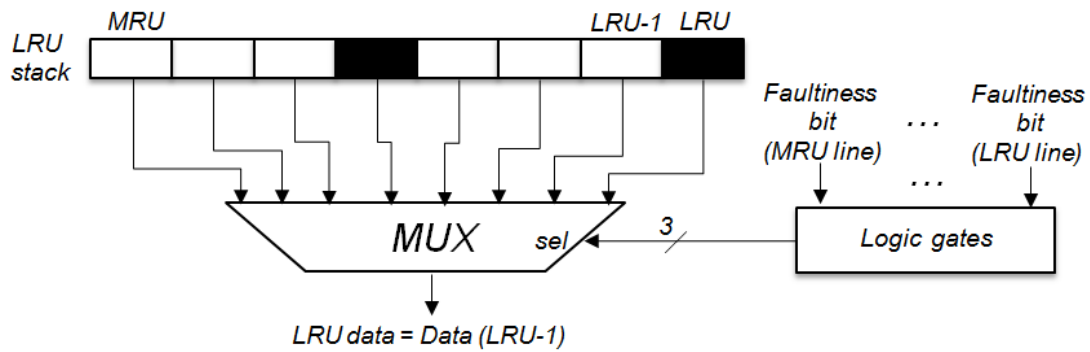 MRU LRU-1 LRU
LRU
stack
Faultiness Faultiness
bit ... bit
(MRU line) (LRU line)
...
MUX sel 3 Logic gates
LRU data = Data (LRU-1)